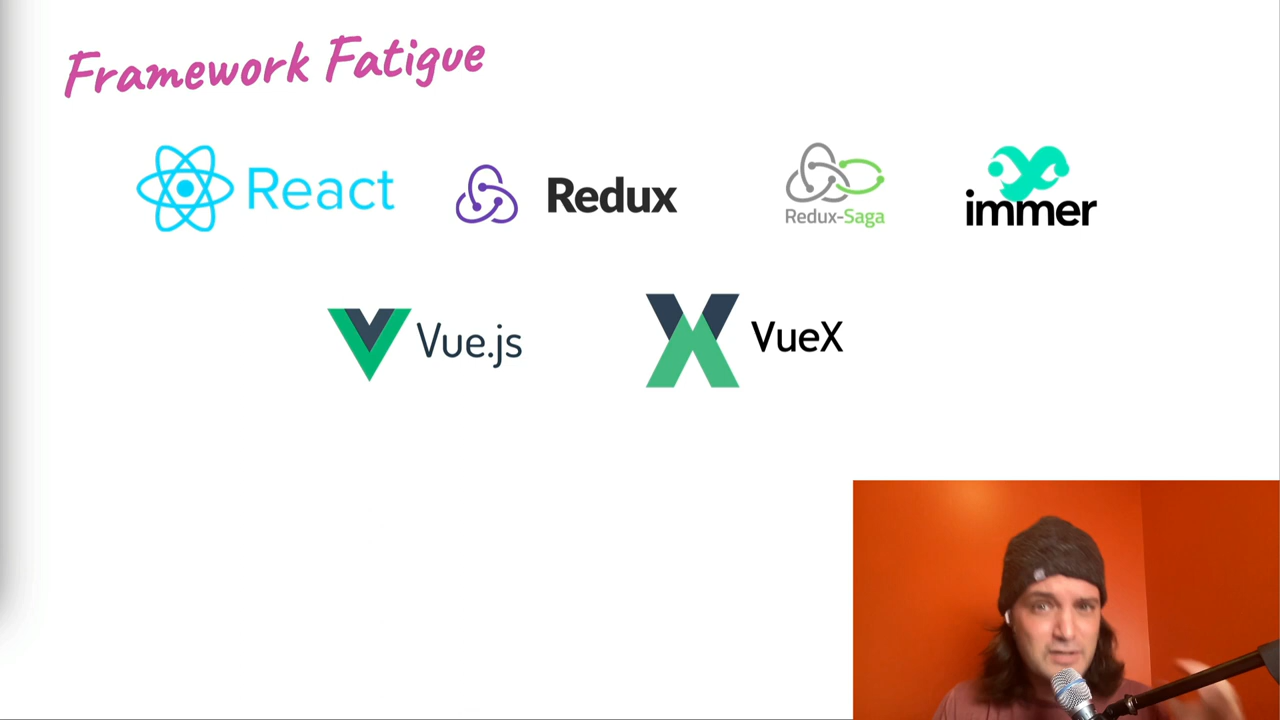 Framework Fatigue
React
Redux
Redux-Saga
immer
Vue.js
VueX